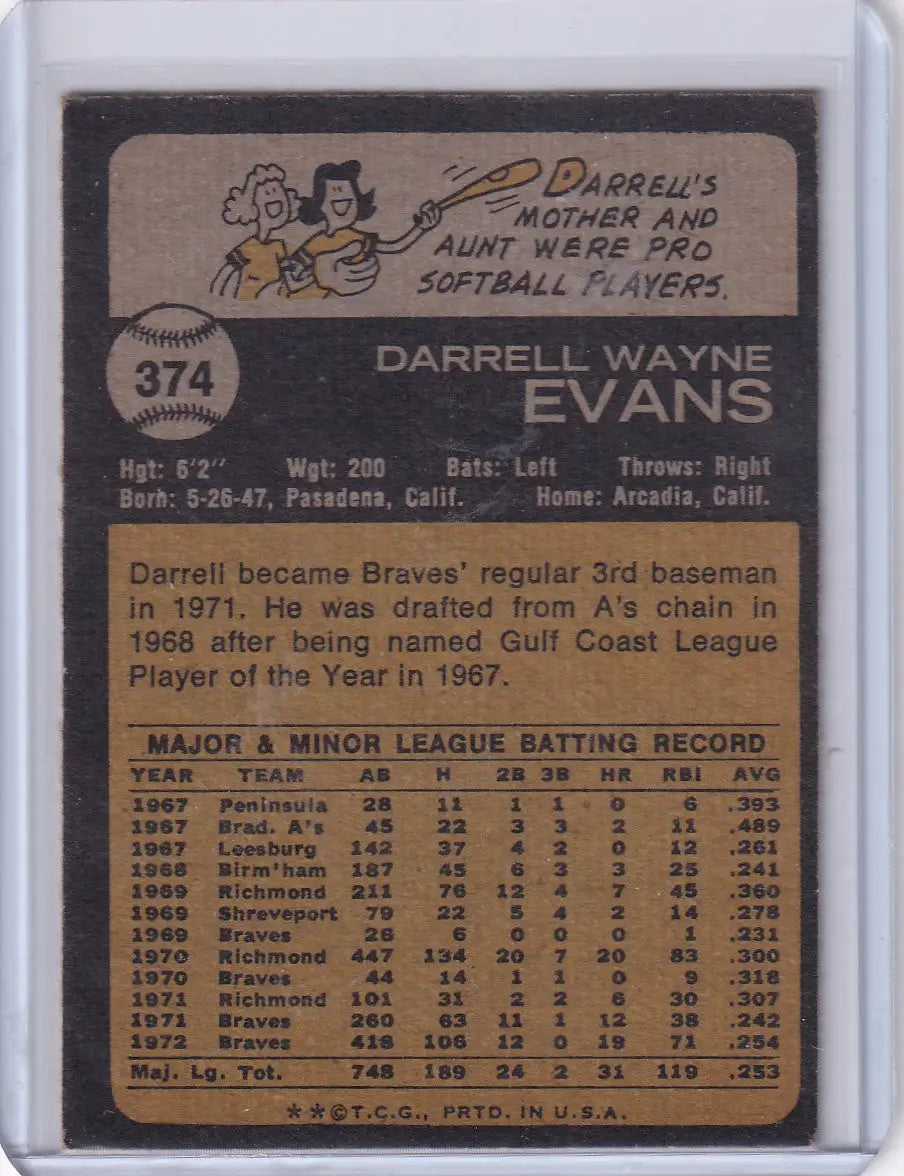 DARRELL'S
MOTHER AND
AUNT WERE PRO
SOFTBALL PLAYERS.
374
DARRELL WAYNE
EVANS
Hgt: 6'2" Wgt: 200 Bats: Left Throws: Right
Born: 5-26-47, Pasadena, Calif. Home: Arcadia, Calif.
Darrell became Braves' regular 3rd baseman
in 1971. He was drafted from A's chain in
1968 after being named Gulf Coast League
Player of the Year in 1967.
MAJOR & MINOR LEAGUE BATTING RECORD
YEAR TEAM AB H 2B 3B HR RBI AVG
1967 Peninsula 28 11 1 1 0 6 .393
1967 Brad. A's 45 22 3 3 2 11 .489
1967 Leesburg 142 37 4 2 0 12 .261
1968 Birm'ham 187 45 6 3 3 25 .241
1969 Richmond 211 76 12 4 7 45 .360
1969 Shreveport 79 22 5 4 2 14 .278
1969 Braves 26 6 0 0 0 1 .231
1970 Richmond 447 134 20 7 20 83 .300
1970 Braves 44 14 1 1 0 9 .318
1971 Richmond 101 31 2 2 6 30 .307
1971 Braves 260 63 11 1 12 38 .242
1972 Braves 418 106 12 0 19 71 .254
Maj. Lg. Tot. 748 189 24 2 31 119 .253
**©T.C.G., PRTD. IN U.S.A.